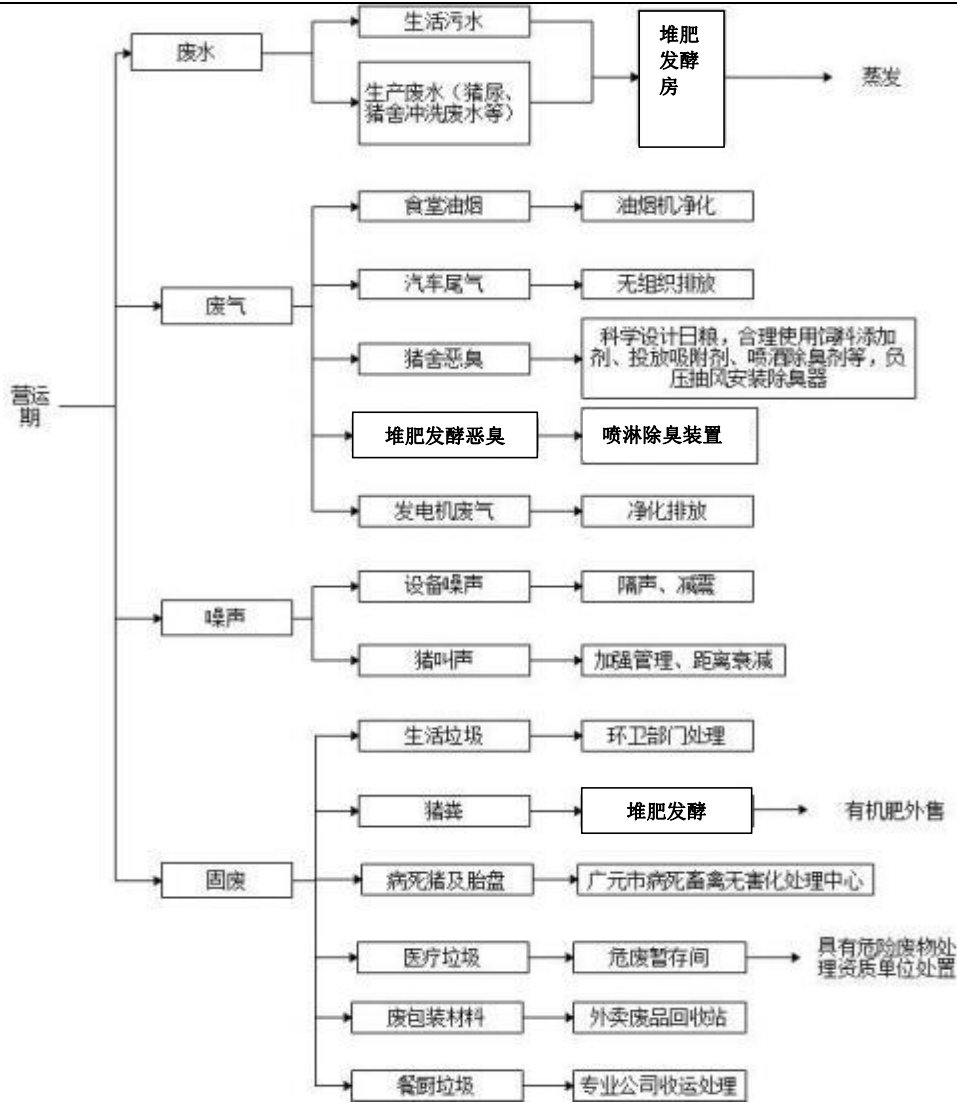 生活污水
废水
生产废水（猪尿、
猪舍冲洗废水等）
堆肥
发酵
房
蒸发
食堂油烟
油烟机净化
汽车尾气
无组织排放
废气
猪舍恶臭
科学设计日粮，合理使用饲料添加
剂、投放吸附剂、喷洒除臭剂等，负
压抽风安装除臭器
营运
期
堆肥发酵恶臭
喷淋除臭装置
发电机废气
净化排放
设备噪声
隔声、减震
噪声
猪叫声
加强管理、距离衰减
生活垃圾
环卫部门处理
猪粪
堆肥发酵
有机肥外售
固废
病死猪及胎盘
广元市病死畜禽无害化处理中心
医疗垃圾
危废暂存间
具有危险废物处
理资质单位处置
废包装材料
外卖废品回收站
餐厨垃圾
专业公司收运处理